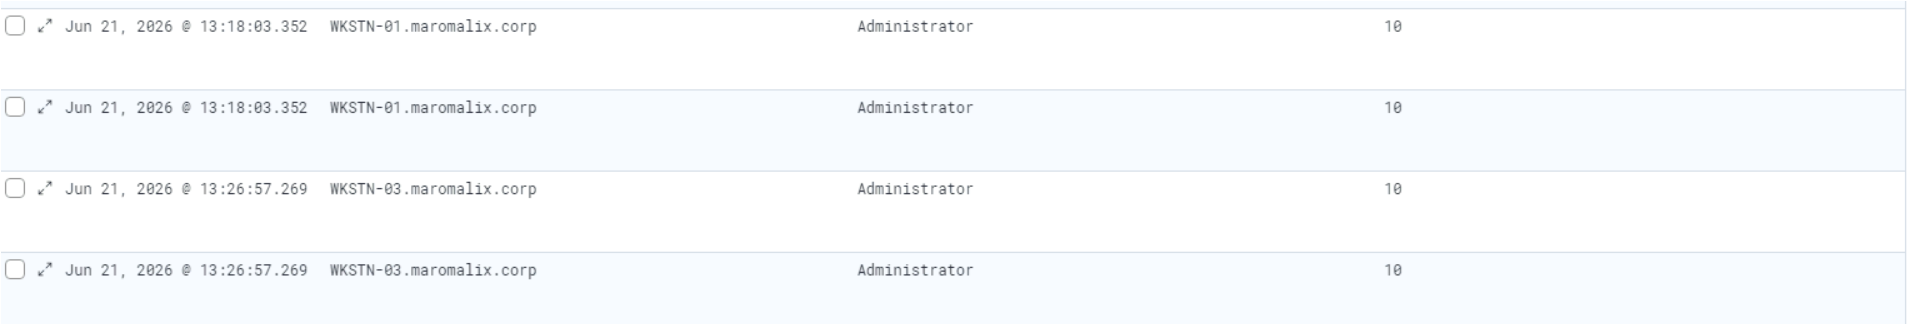 Jun 21, 2026 @ 13:18:03.352 WKSTN-01.maromalix.corp Administrator 10
Jun 21, 2026 @ 13:18:03.352 WKSTN-01.maromalix.corp Administrator 10
Jun 21, 2026 @ 13:26:57.269 WKSTN-03.maromalix.corp Administrator 10
Jun 21, 2026 @ 13:26:57.269 WKSTN-03.maromalix.corp Administrator 10